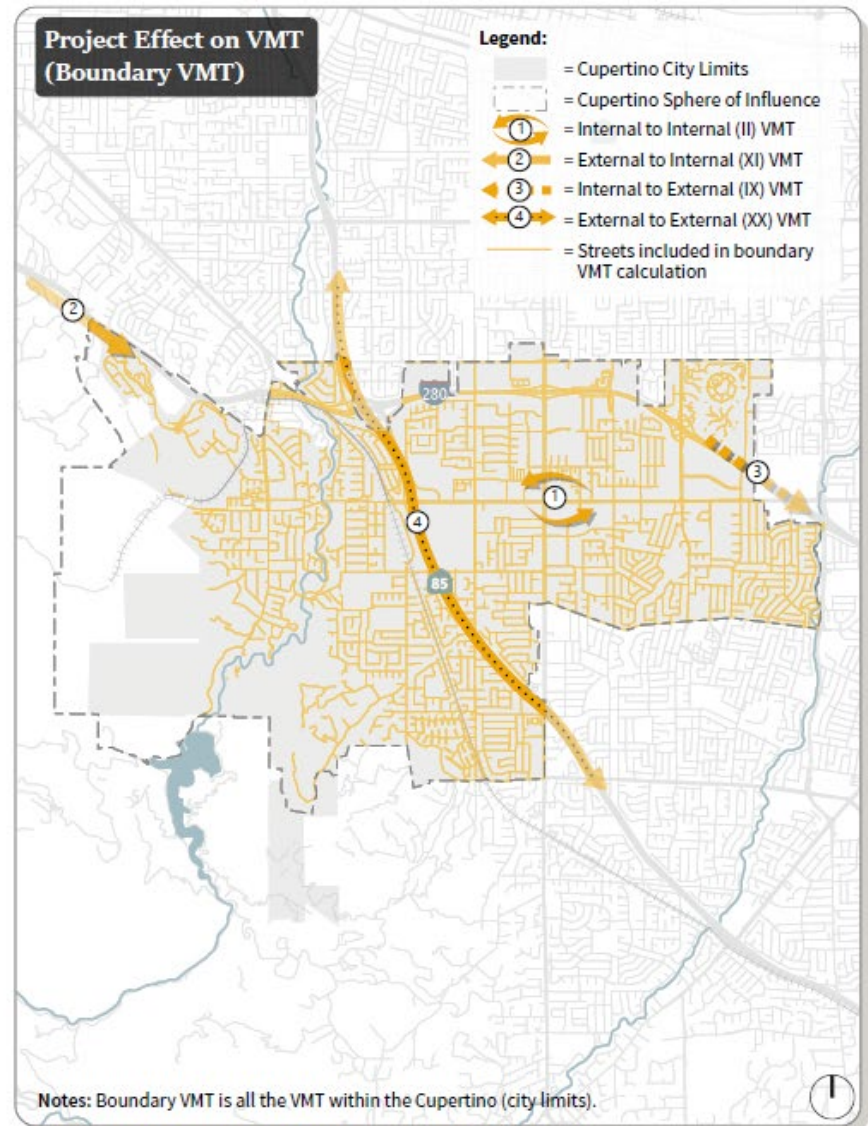 Project Effect on VMT
(Boundary VMT)
Legend:
= Cupertino City Limits
= Cupertino Sphere of Influence
1 = Internal to Internal (II) VMT
2 = External to Internal (XI) VMT
3 = Internal to External (IX) VMT
4 = External to External (XX) VMT
= Streets included in boundary
VMT calculation
2
280
3
1
4
85
Notes: Boundary VMT is all the VMT within the Cupertino (city limits).